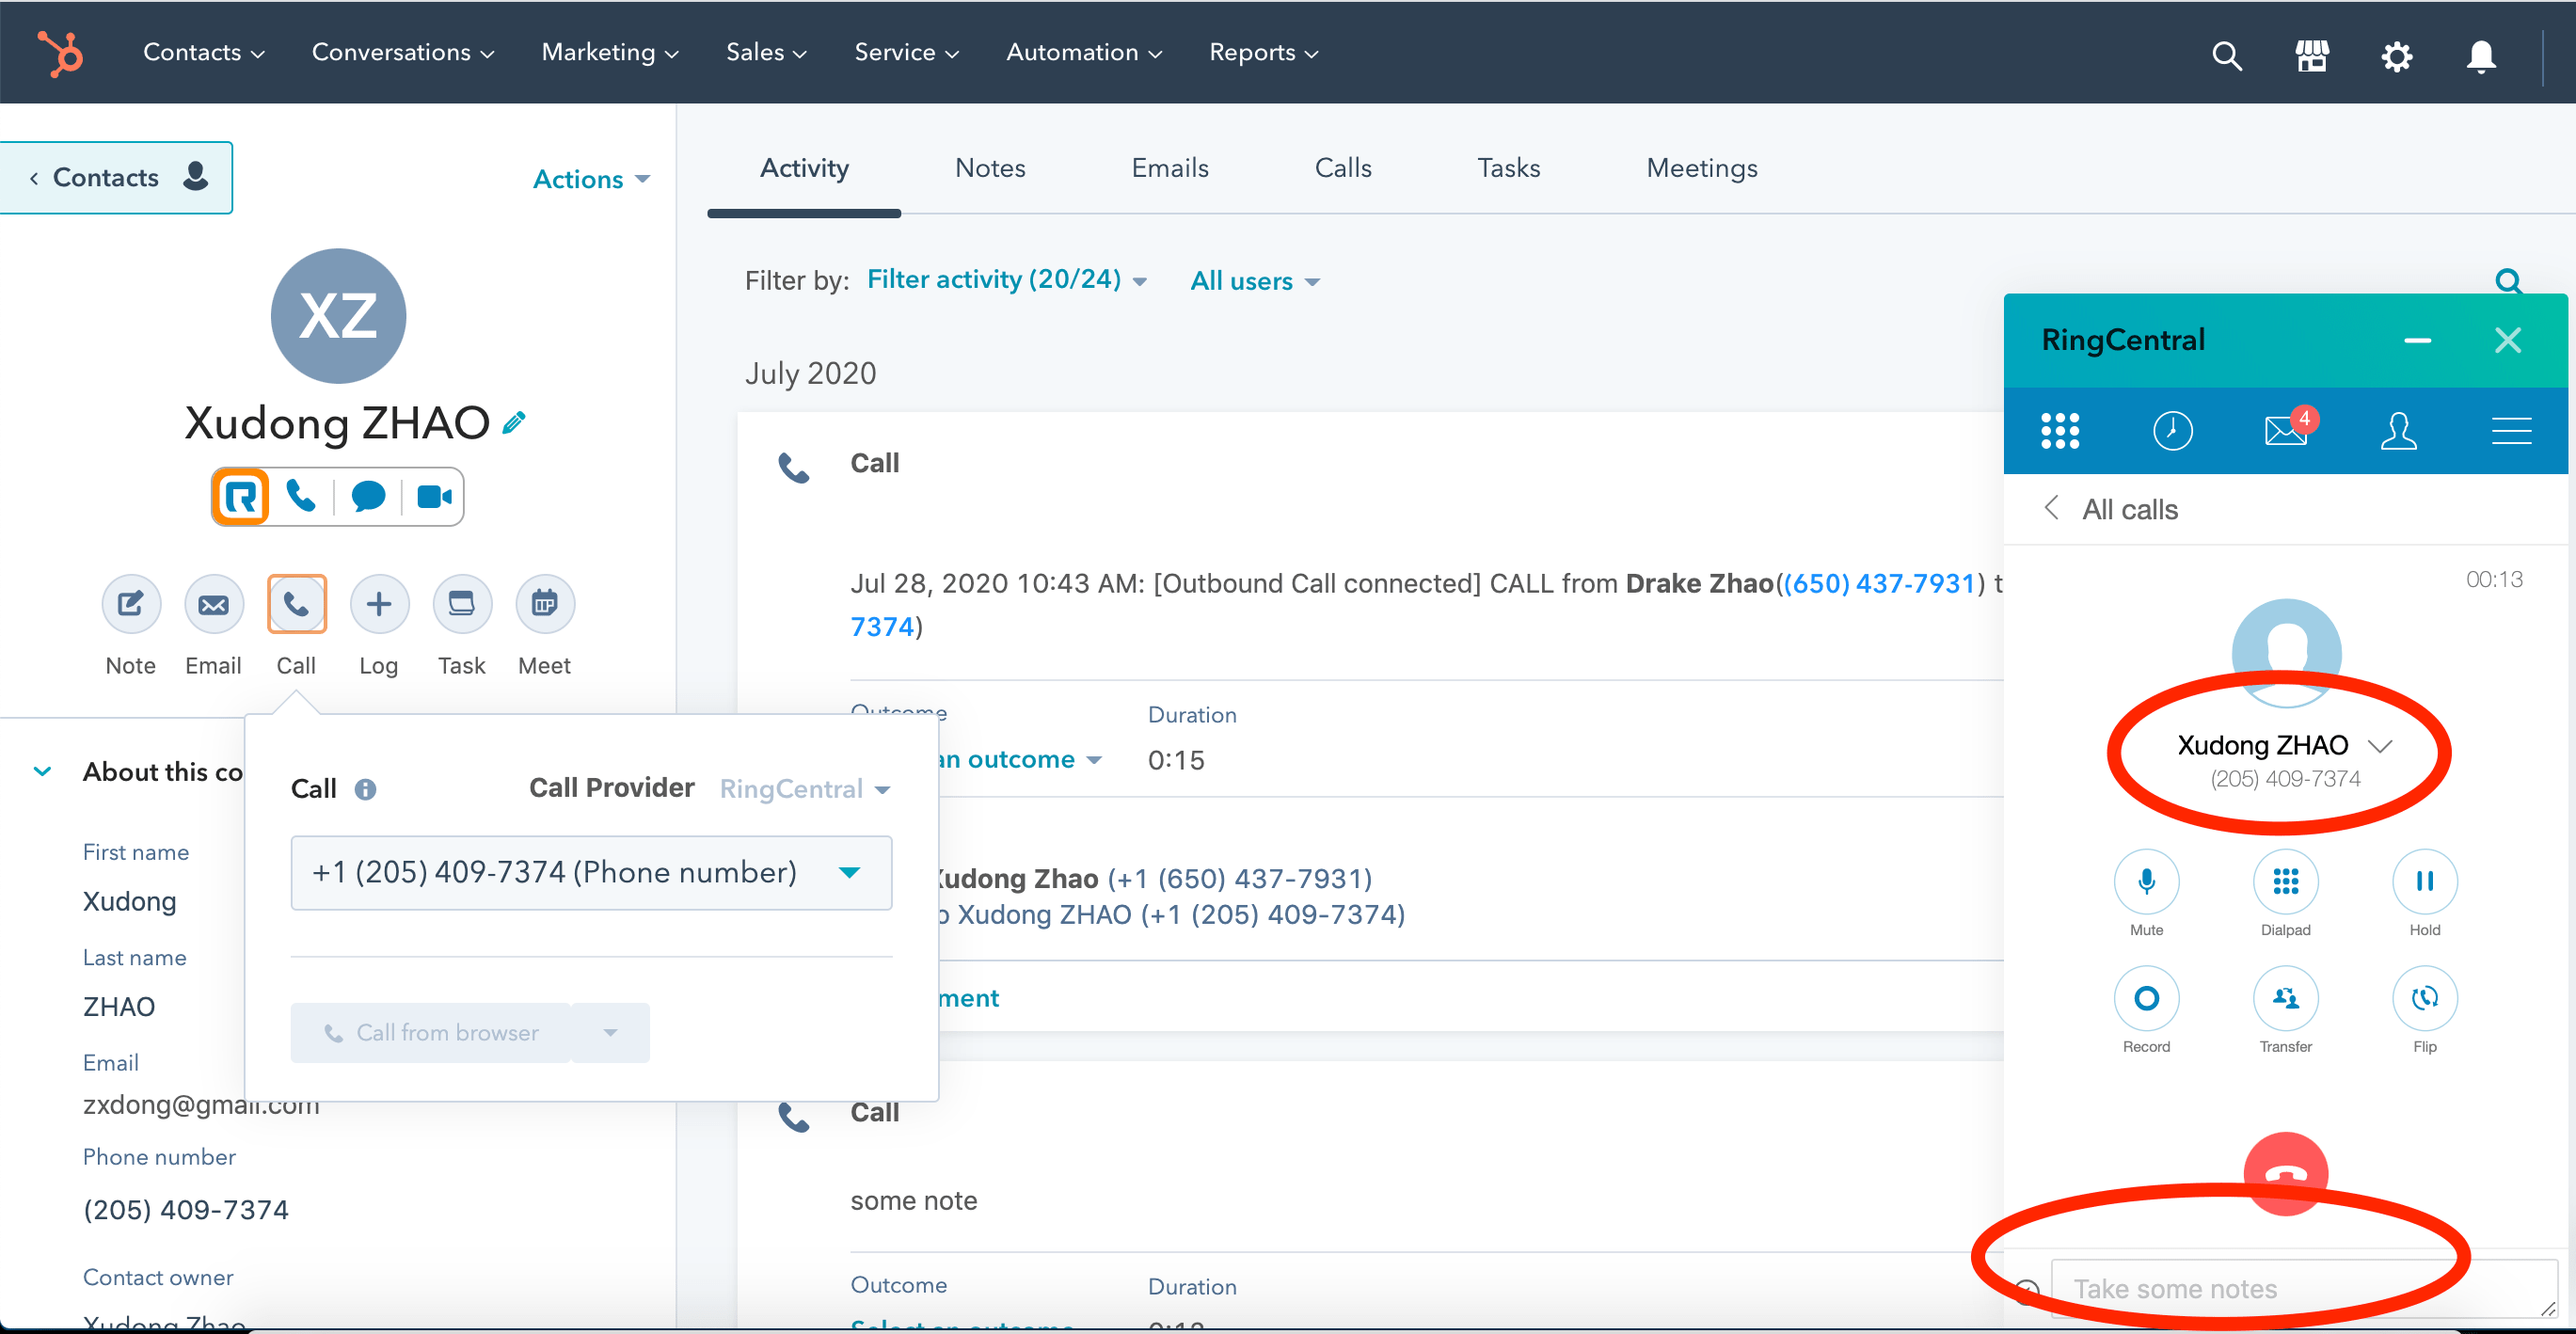 Contacts Conversations Marketing Sales Service Automation Reports
Contacts
Actions
XZ
Xudong ZHAO
Note Email Call Log Task Meet
About this co
First name
Xudong
Last name
ZHAO
Email
zxdong@gmail.com
Phone number
(205) 409-7374
Contact owner
Xudong Zhao
Call Call Provider RingCentral
+1 (205) 409-7374 (Phone number)
Call from browser
Activity Notes Emails Calls Tasks Meetings
Filter by: Filter activity (20/24) All users
July 2020
Call
Jul 28, 2020 10:43 AM: [Outbound Call connected] CALL from Drake Zhao((650) 437-7931) t
7374)
Outcome Duration
an outcome 0:15
Xudong Zhao (+1 (650) 437-7931)
o Xudong ZHAO (+1 (205) 409-7374)
ment
Call
some note
Outcome Duration
Select an outcome 0:12
RingCentral
4
All calls
00:13
Xudong ZHAO
(205) 409-7374
Mute Dialpad Hold
Record Transfer Flip
Take some notes